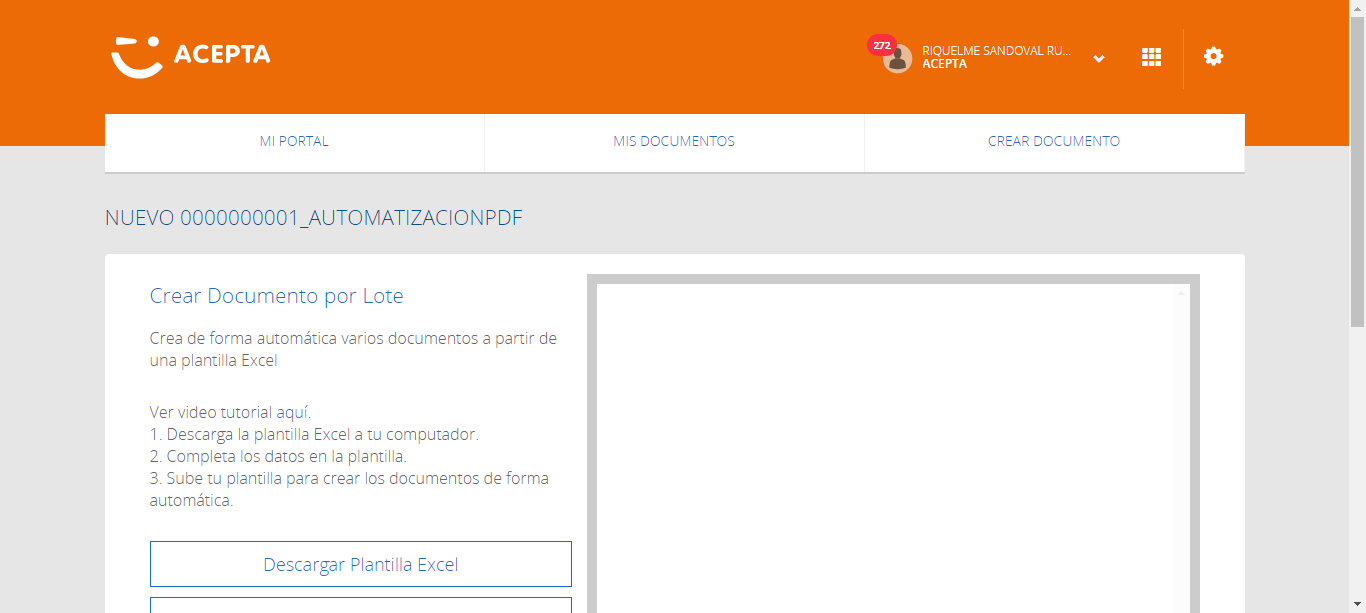 ACEPTA
272
RIQUELME SANDOVAL RU...
ACEPTA
MI PORTAL
MIS DOCUMENTOS
CREAR DOCUMENTO
NUEVO 0000000001_AUTOMATIZACIONPDF
Crear Documento por Lote
Crea de forma automática varios documentos a partir de
una plantilla Excel
Ver video tutorial aquí.
1. Descarga la plantilla Excel a tu computador.
2. Completa los datos en la plantilla.
3. Sube tu plantilla para crear los documentos de forma
automática.
Descargar Plantilla Excel